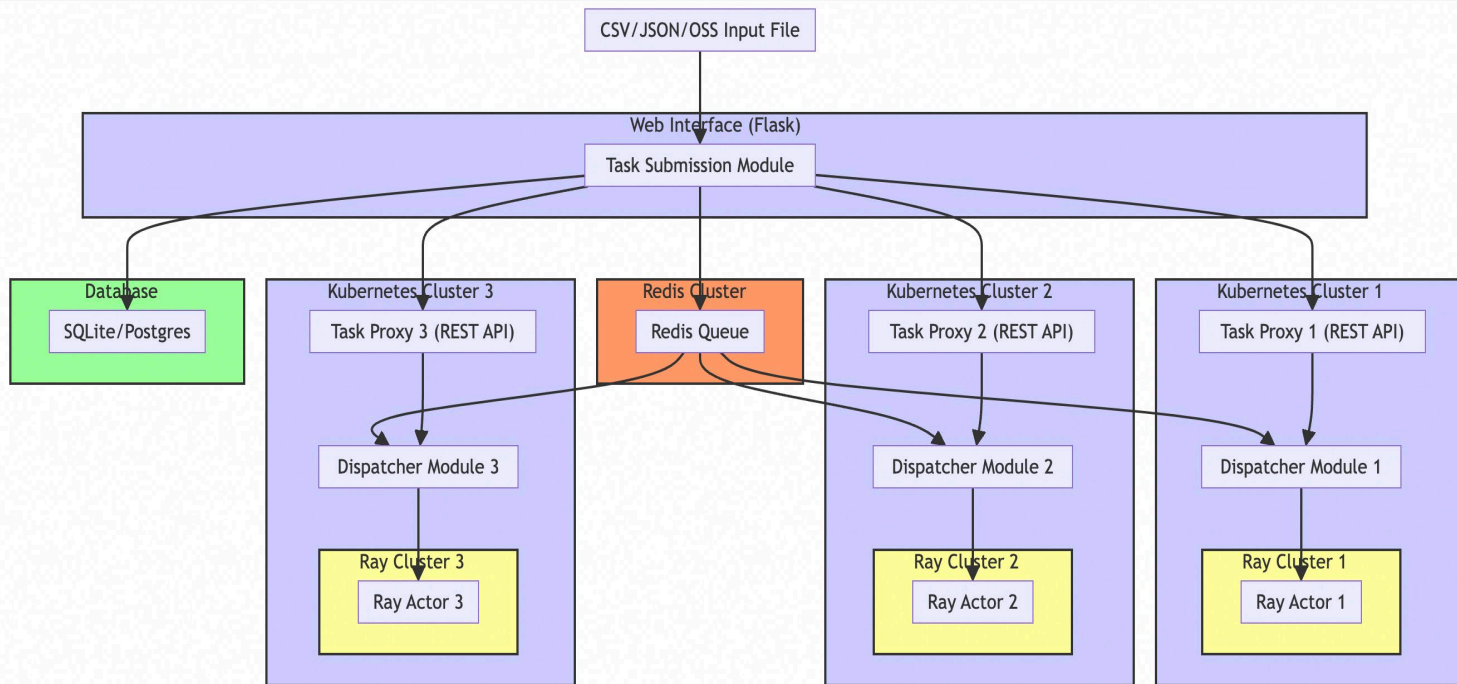 CSV/JSON/OSS Input File
Web Interface (Flask)
Task Submission Module
Database
Kubernetes Cluster 3
Redis Cluster
Kubernetes Cluster 2
Kubernetes Cluster 1
SQLite/Postgres
Task Proxy 3 (REST API)
Redis Queue
Task Proxy 2 (REST API)
Task Proxy 1 (REST API)
Dispatcher Module 3
Dispatcher Module 2
Dispatcher Module 1
Ray Cluster 3
Ray Cluster 2
Ray Cluster 1
Ray Actor 3
Ray Actor 2
Ray Actor 1